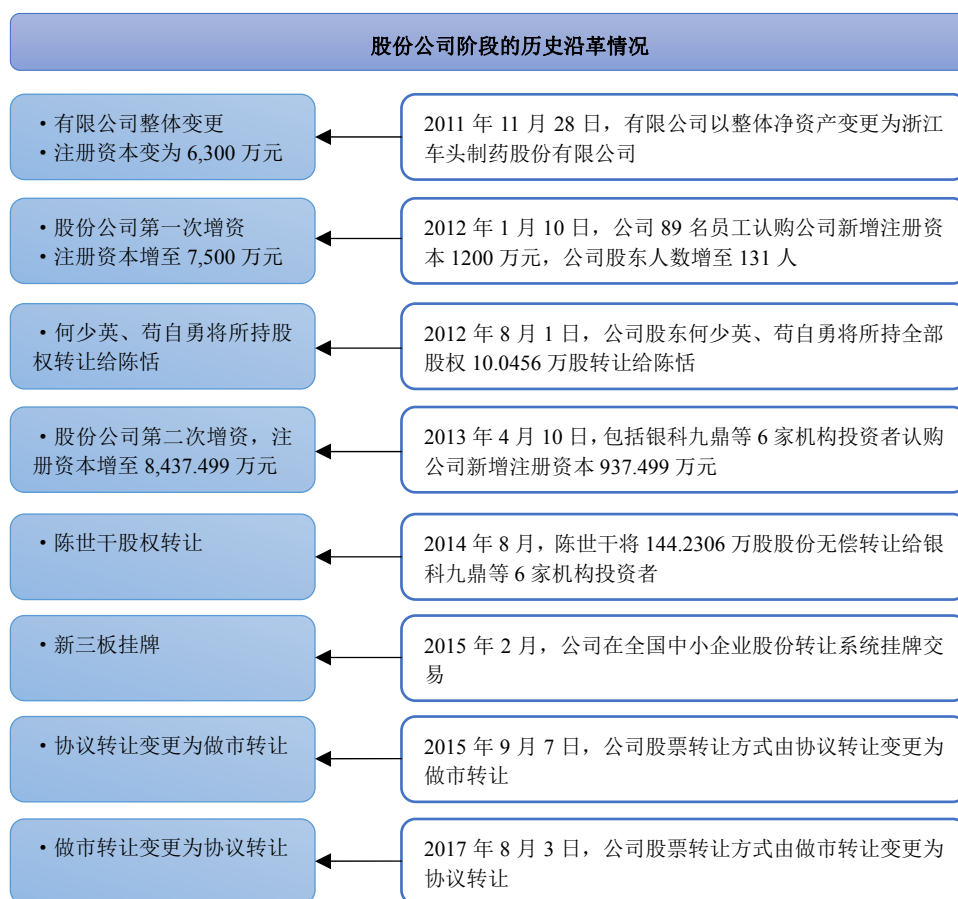 股份公司阶段的历史沿革情况
·有限公司整体变更
·注册资本变为 6,300 万元
2011 年 11 月 28 日，有限公司以整体净资产变更为浙江
车头制药股份有限公司
·股份公司第一次增资
·注册资本增至 7,500 万元
2012 年 1 月 10 日，公司 89 名员工认购公司新增注册资
本 1200 万元，公司股东人数增至 131 人
·何少英、苟自勇将所持股
权转让给陈恬
2012 年 8 月 1 日，公司股东何少英、苟自勇将所持全部
股权 10.0456 万股转让给陈恬
·股份公司第二次增资，注
册资本增至 8,437.499 万元
2013 年 4 月 10 日，包括银科九鼎等 6 家机构投资者认购
公司新增注册资本 937.499 万元
·陈世干股权转让
2014 年 8 月，陈世干将 144.2306 万股股份无偿转让给银
科九鼎等 6 家机构投资者
·新三板挂牌
2015 年 2 月，公司在全国中小企业股份转让系统挂牌交
易
·协议转让变更为做市转让
2015 年 9 月 7 日，公司股票转让方式由协议转让变更为
做市转让
·做市转让变更为协议转让
2017 年 8 月 3 日，公司股票转让方式由做市转让变更为
协议转让